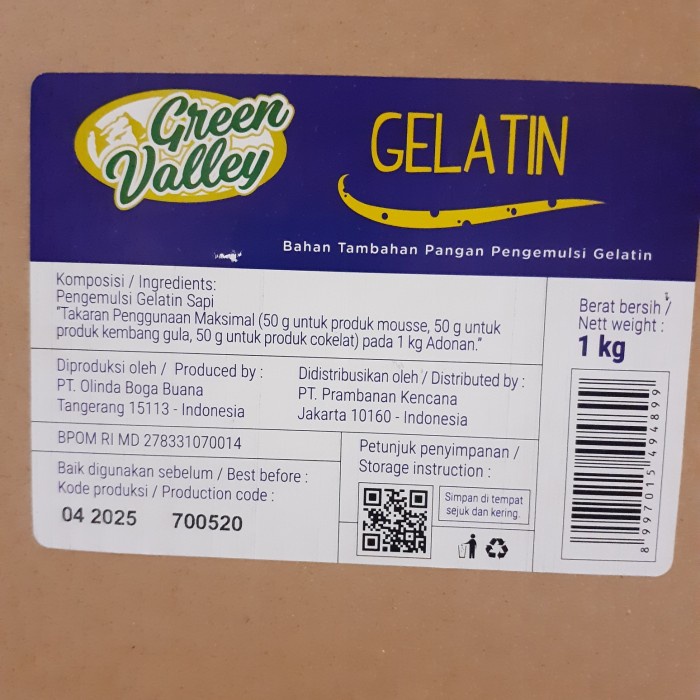 Green
Valley
GELATIN
Bahan Tambahan Pangan Pengemulsi Gelatin
Komposisi / Ingredients:
Pengemulsi Gelatin Sapi
"Takaran Penggunaan Maksimal (50 g untuk produk mousse, 50 g untuk
produk kembang gula, 50 g untuk produk cokelat) pada 1 kg Adonan."
Berat bersih /
Nett weight :
1 kg
Diproduksi oleh / Produced by :
PT. Olinda Boga Buana
Tangerang 15113 - Indonesia
Didistribusikan oleh / Distributed by :
PT. Prambanan Kencana
Jakarta 10160 - Indonesia
BPOM RI MD 278331070014
Baik digunakan sebelum / Best before :
Kode produksi / Production code :
04 2025 700520
Petunjuk penyimpanan /
Storage instruction :
Simpan di tempat
sejuk dan kering.
8 997015 494899